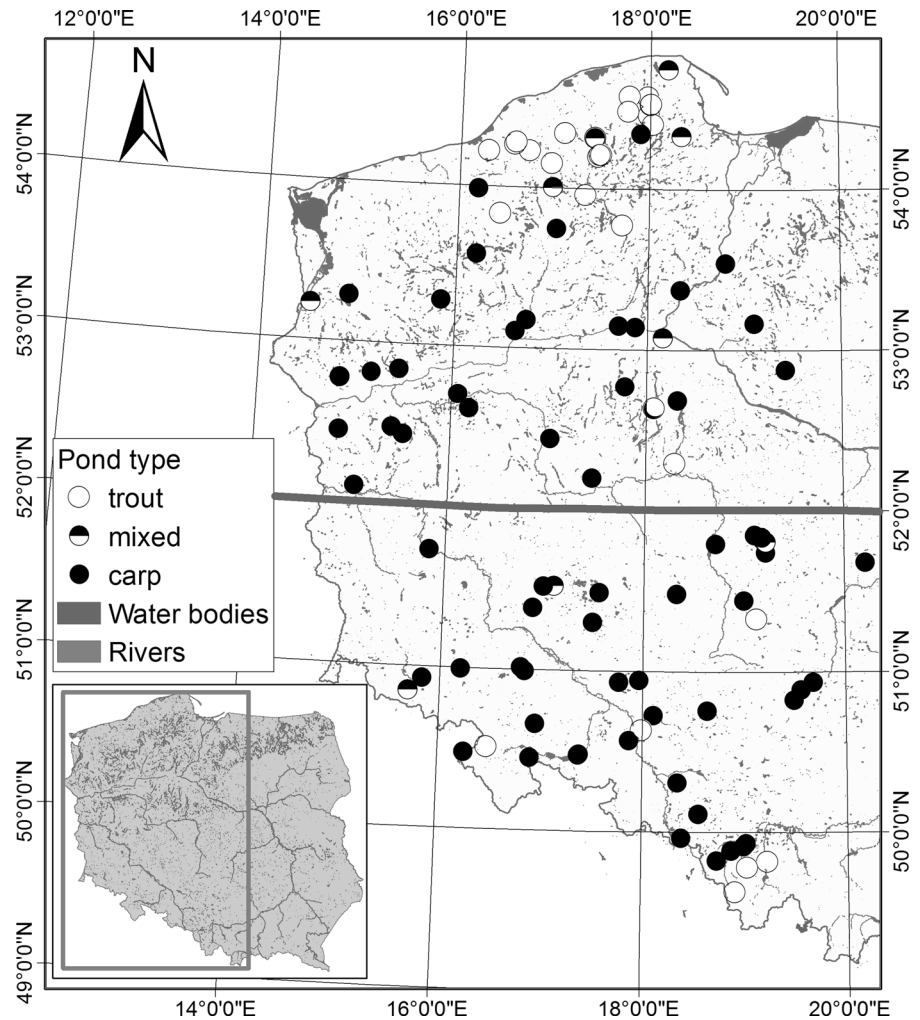 12°0'0"E 14°0'0"E 16°0'0"E 18°0'0"E 20°0'0"E
N
54°0'0"N
54°0'0"N
53°0'0"N
53°0'0"N
52°0'0"N
52°0'0"N
51°0'0"N
51°0'0"N
50°0'0"N
50°0'0"N
49°0'0"N
Pond type
trout
mixed
carp
Water bodies
Rivers
14°0'0"E 16°0'0"E 18°0'0"E 20°0'0"E